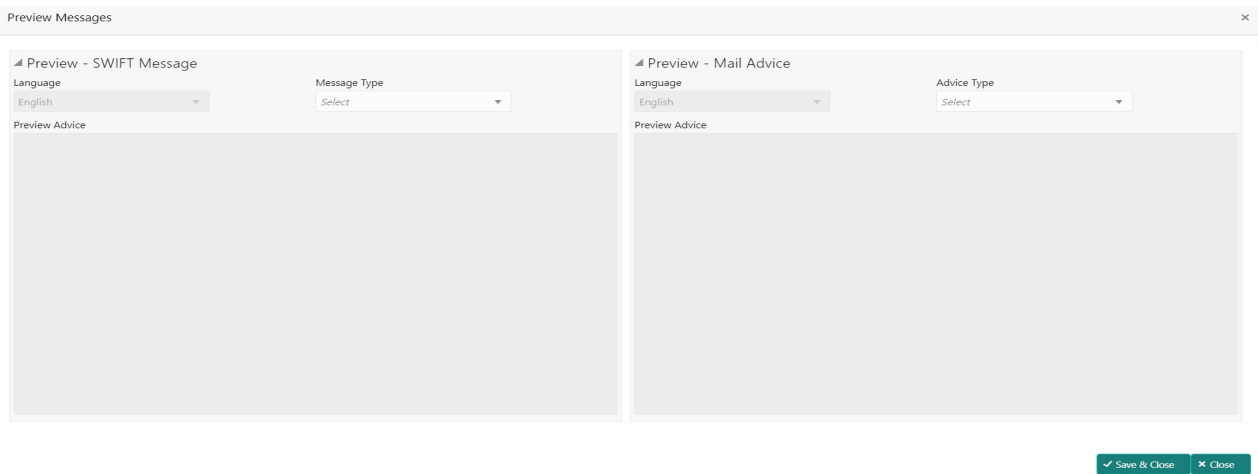 Preview Messages
Preview - SWIFT Message
Language
Message Type
English
Select
Preview Advice
Preview - Mail Advice
Language
Advice Type
English
Select
Preview Advice
Save & Close
Close